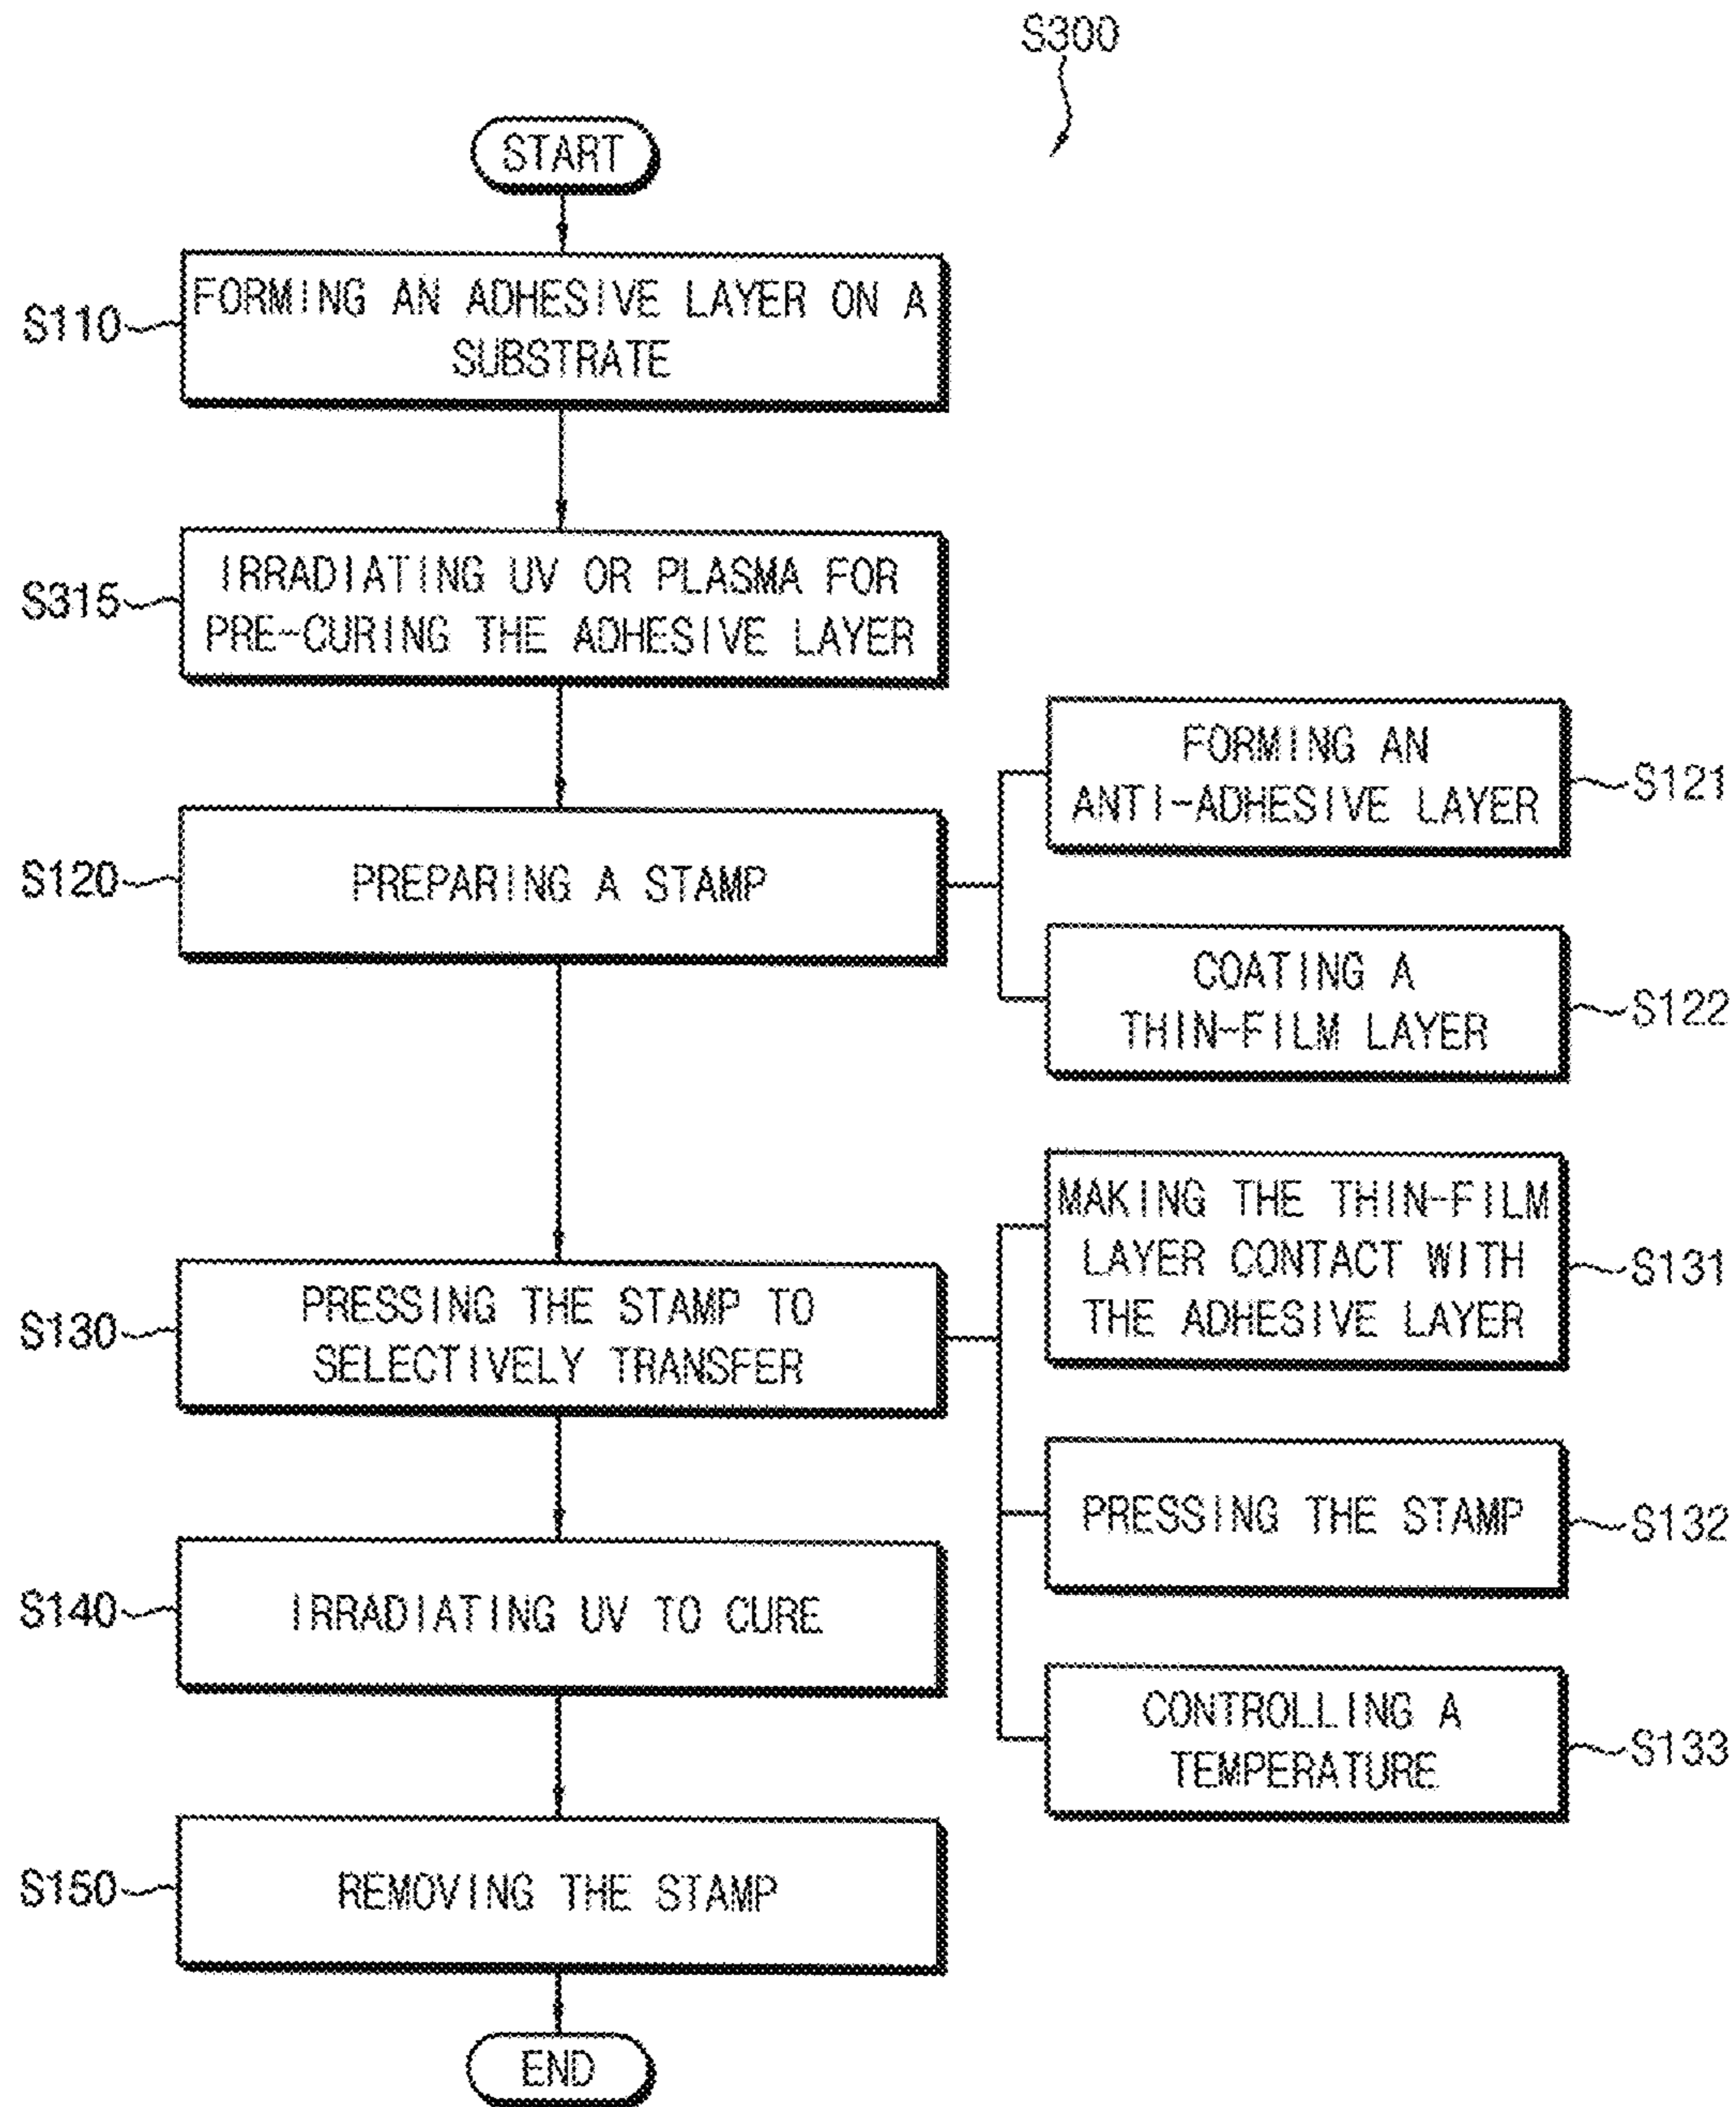 S300
START
S110
FORMING AN ADHESIVE LAYER ON A
SUBSTRATE
S315
IRRADIATING UV OR PLASMA FOR
PRE-CURING THE ADHESIVE LAYER
S120
PREPARING A STAMP
FORMING AN
ANTI-ADHESIVE LAYER
S121
COATING A
THIN-FILM LAYER
S122
S130
PRESSING THE STAMP TO
SELECTIVELY TRANSFER
MAKING THE THIN-FILM
LAYER CONTACT WITH
THE ADHESIVE LAYER
S131
PRESSING THE STAMP
S132
CONTROLLING A
TEMPERATURE
S133
S140
IRRADIATING UV TO CURE
S150
REMOVING THE STAMP
END